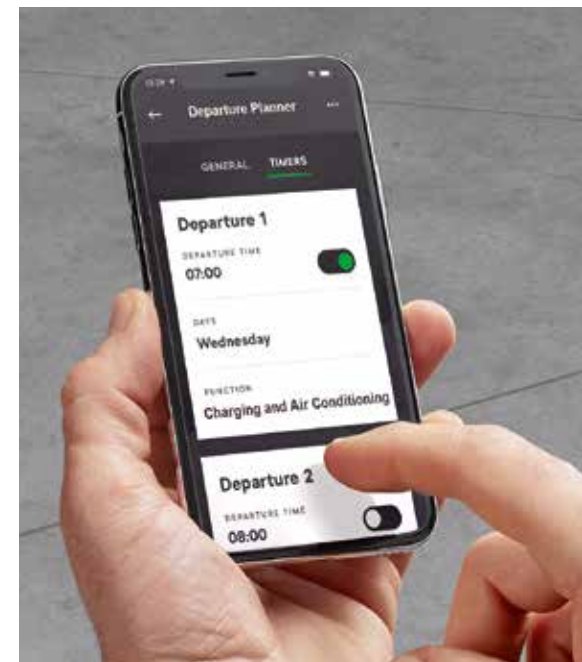 Departure Planner
GENERAL TIMERS
Departure 1
DEPARTURE TIME
07:00
DAYS
Wednesday
FUNCTION
Charging and Air Conditioning
Departure 2
DEPARTURE TIME
08:00